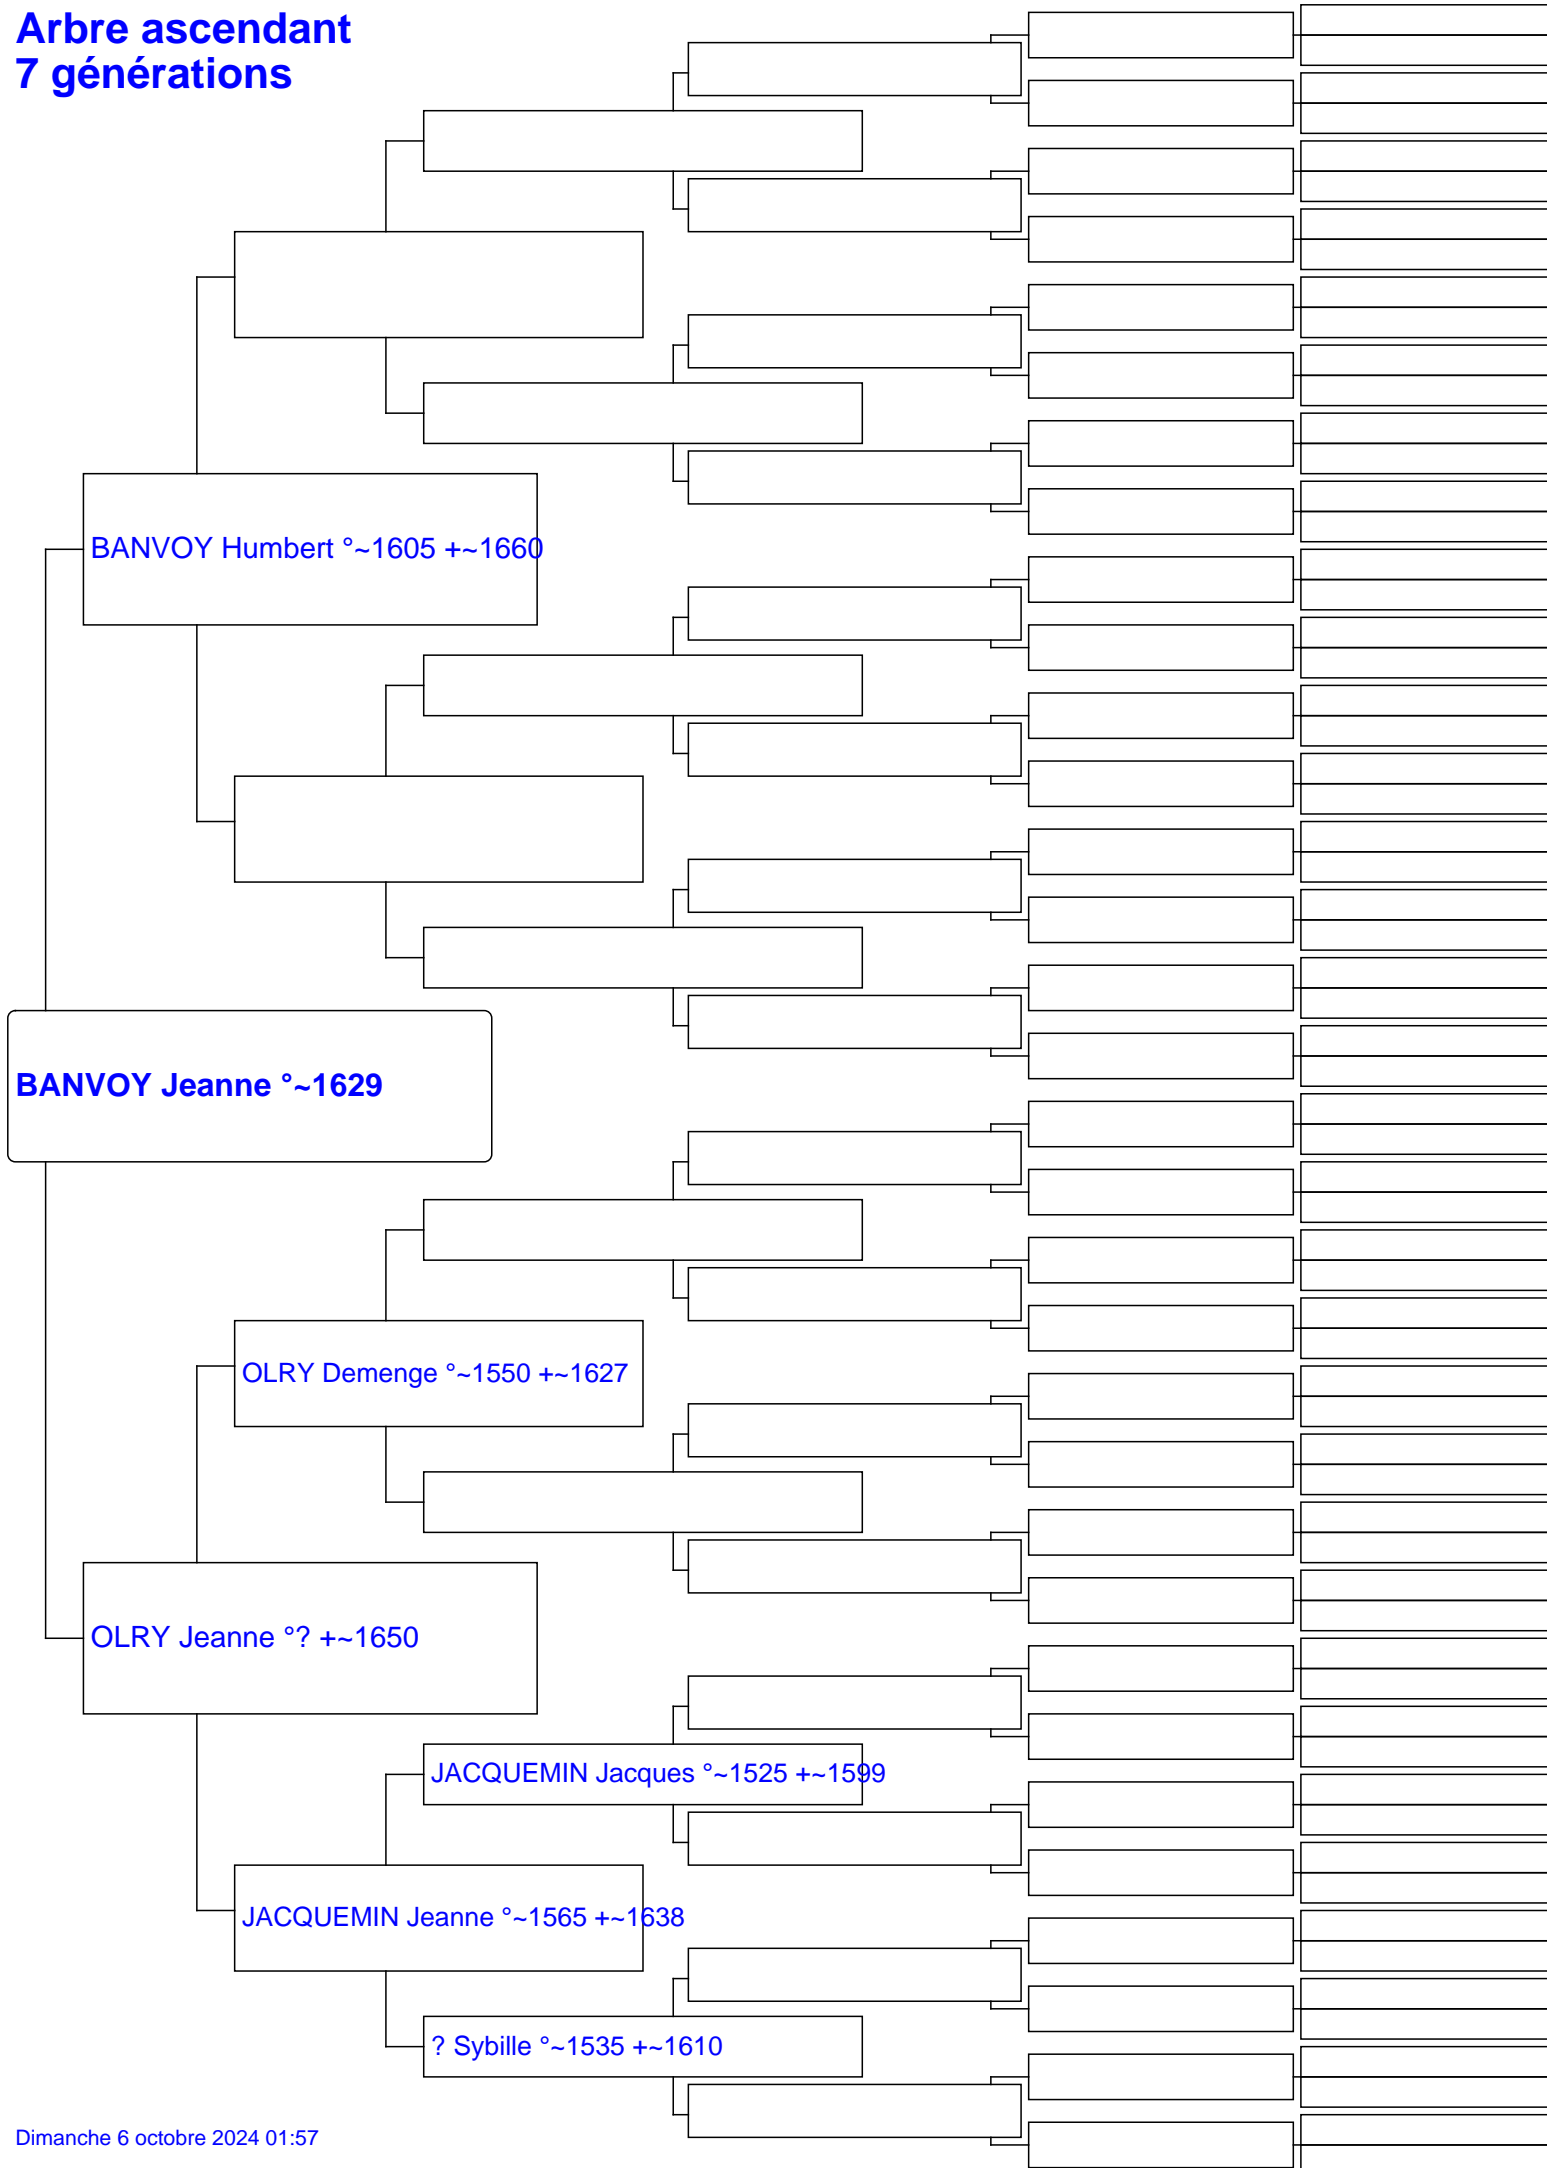 Arbre ascendant
7 générations
BANVOY Humbert °~1605 +~1660
BANVOY Jeanne °~1629
OLRY Demenge °~1550 +~1627
OLRY Jeanne °? +~1650
JACQUEMIN Jacques °~1525 +~1599
JACQUEMIN Jeanne °~1565 +~1638
? Sybille °~1535 +~1610
Dimanche 6 octobre 2024 01:57